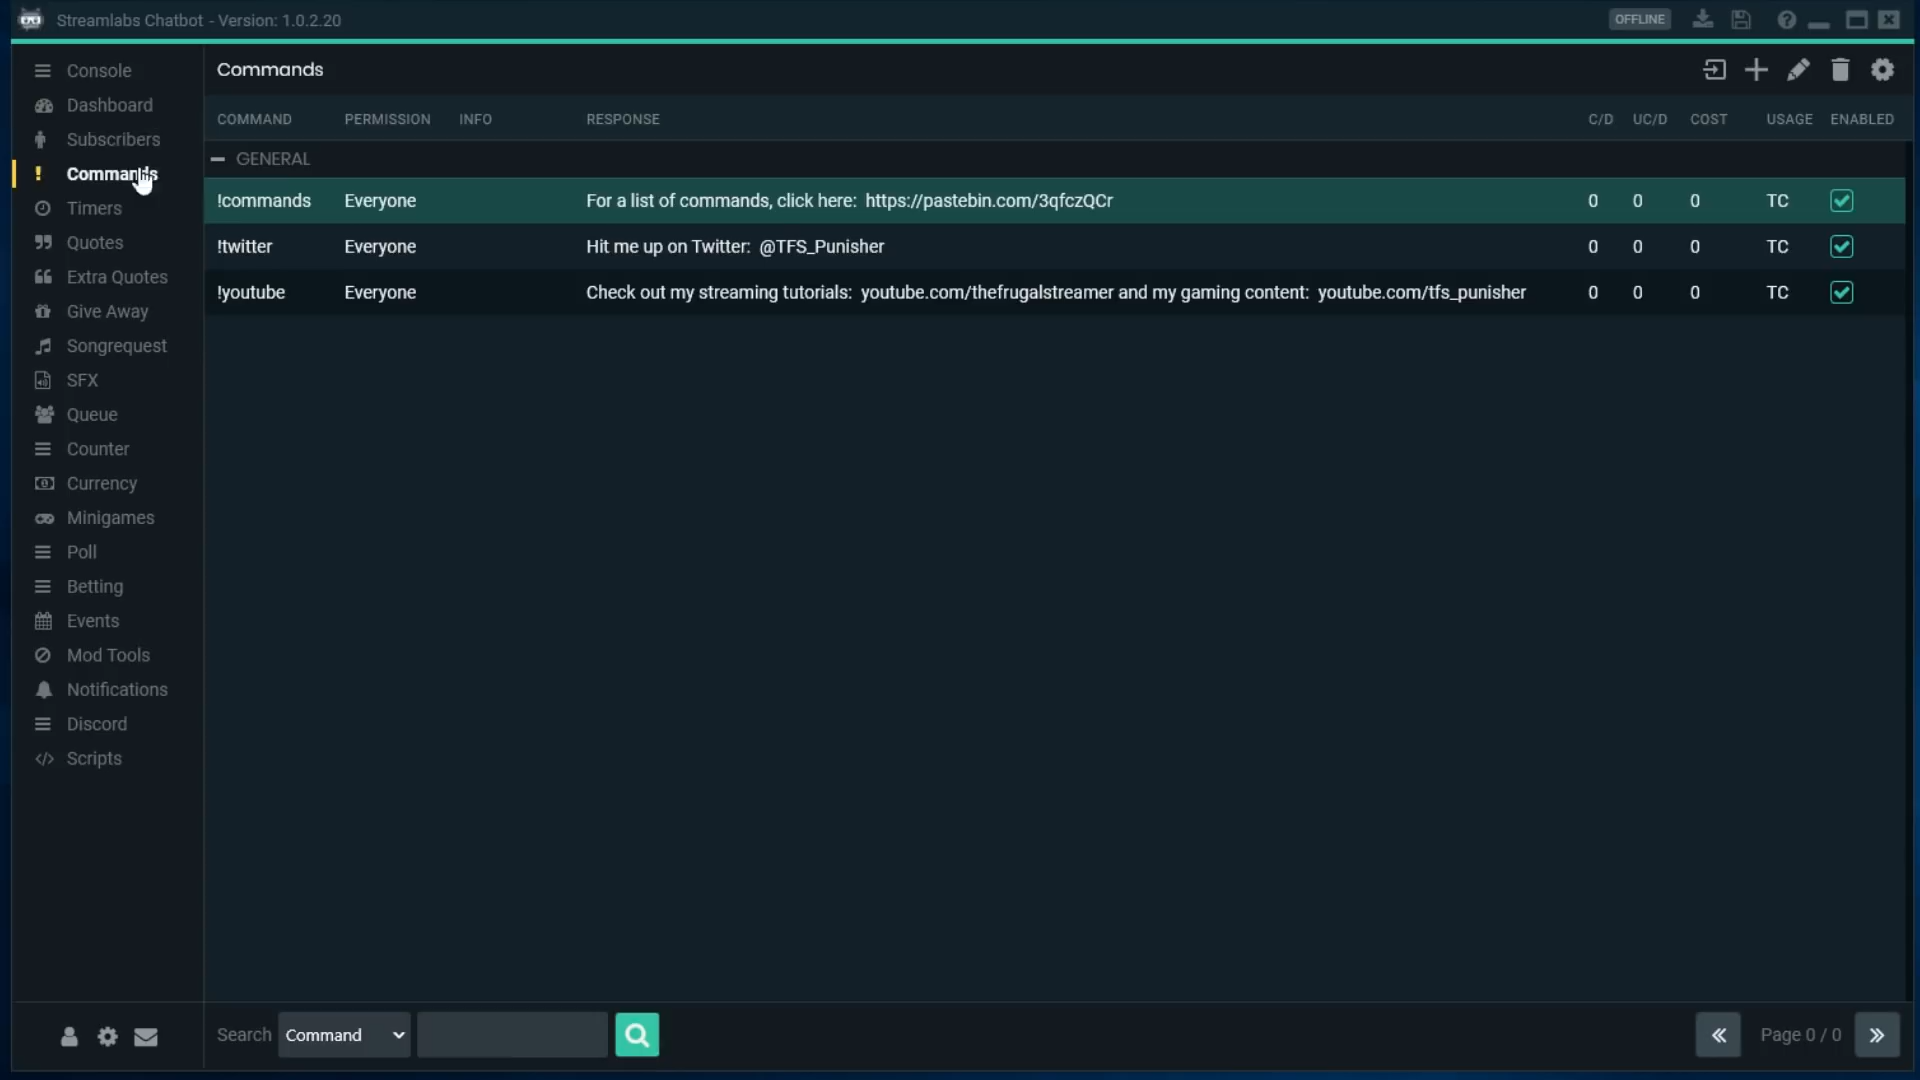 Streamlabs Chatbot - Version: 1.0.2.20
OFFLINE
Console
Dashboard
Subscribers
Commands
Timers
Quotes
Extra Quotes
Give Away
Songrequest
SFX
Queue
Counter
Currency
Minigames
Poll
Betting
Events
Mod Tools
Notifications
Discord
Scripts
Commands
COMMAND PERMISSION INFO RESPONSE C/D UC/D COST USAGE ENABLED
GENERAL
!commands Everyone For a list of commands, click here: https://pastebin.com/3qfczQCr 0 0 0 TC
!twitter Everyone Hit me up on Twitter: @TFS_Punisher 0 0 0 TC
!youtube Everyone Check out my streaming tutorials: youtube.com/thefrugalstreamer and my gaming content: youtube.com/tfs_punisher 0 0 0 TC
Search Command Page 0 / 0